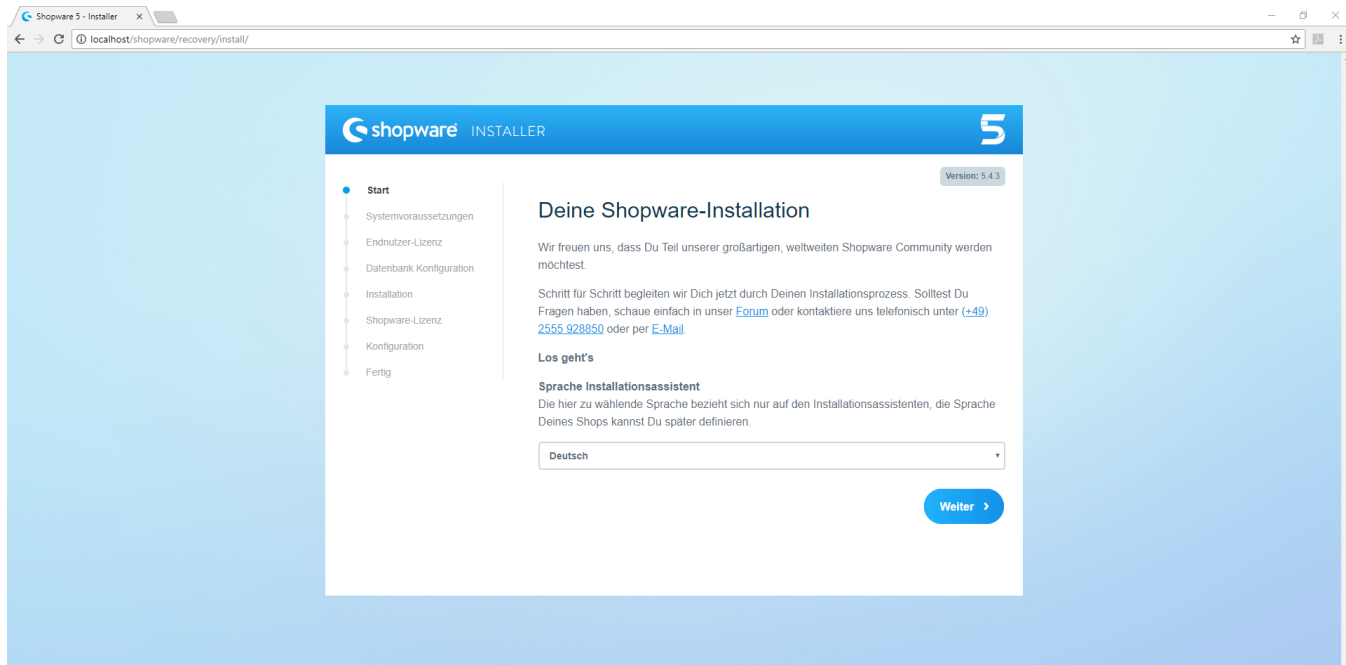 Shopware 5 - Installer
localhost/shopware/recovery/install/
shopware INSTALLER
5
Version: 5.4.3
Start
Systemvoraussetzungen
Endnutzer-Lizenz
Datenbank Konfiguration
Installation
Shopware-Lizenz
Konfiguration
Fertig
Deine Shopware-Installation
Wir freuen uns, dass Du Teil unserer großartigen, weltweiten Shopware Community werden
möchtest.
Schritt für Schritt begleiten wir Dich jetzt durch Deinen Installationsprozess. Solltest Du
Fragen haben, schaue einfach in unser Forum oder kontaktiere uns telefonisch unter (+49)
2555 928850 oder per E-Mail.
Los geht's
Sprache Installationsassistent
Die hier zu wählende Sprache bezieht sich nur auf den Installationsassistenten, die Sprache
Deines Shops kannst Du später definieren.
Deutsch
Weiter